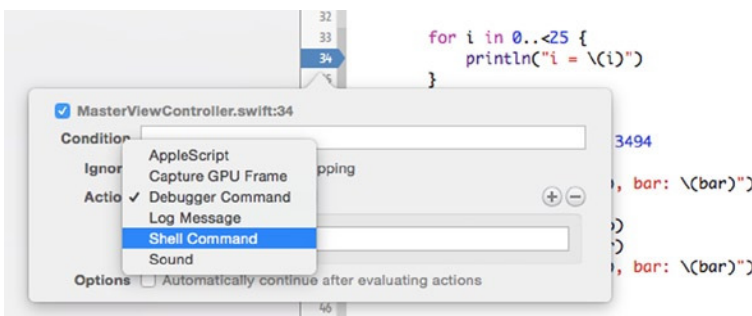 32
33 for i in 0..<25 {
34 println("i = \(i)")
}
MasterViewController.swift:34
Condition
3494
AppleScript
Ignor pping
Capture GPU Frame
, bar: \(bar)")
Actio ✓ Debugger Command
Log Message
)
Shell Command
)
, bar: \(bar)")
Sound
Options Automatically continue after evaluating actions
46